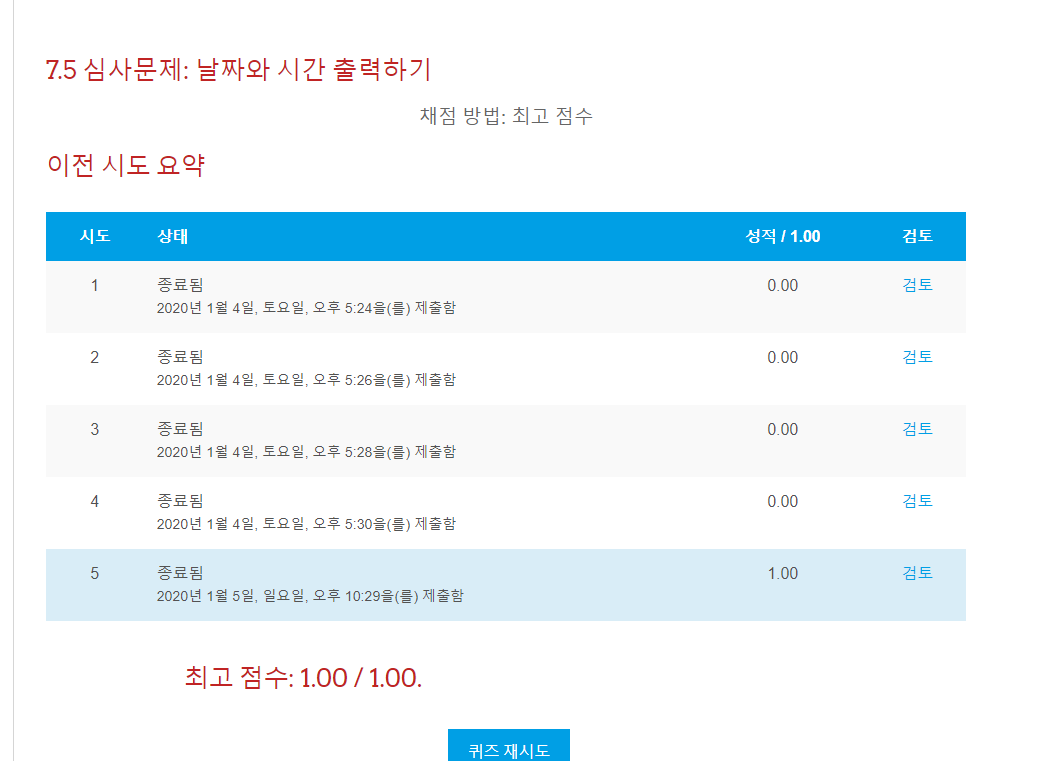 7.5 심사문제: 날짜와 시간 출력하기
채점 방법: 최고 점수
이전 시도 요약
시도 상태 성적 / 1.00 검토
1 종료됨 0.00 검토
2020년 1월 4일, 토요일, 오후 5:24을(를) 제출함
2 종료됨 0.00 검토
2020년 1월 4일, 토요일, 오후 5:26을(를) 제출함
3 종료됨 0.00 검토
2020년 1월 4일, 토요일, 오후 5:28을(를) 제출함
4 종료됨 0.00 검토
2020년 1월 4일, 토요일, 오후 5:30을(를) 제출함
5 종료됨 1.00 검토
2020년 1월 5일, 일요일, 오후 10:29을(를) 제출함
최고 점수: 1.00 / 1.00.
퀴즈 재시도